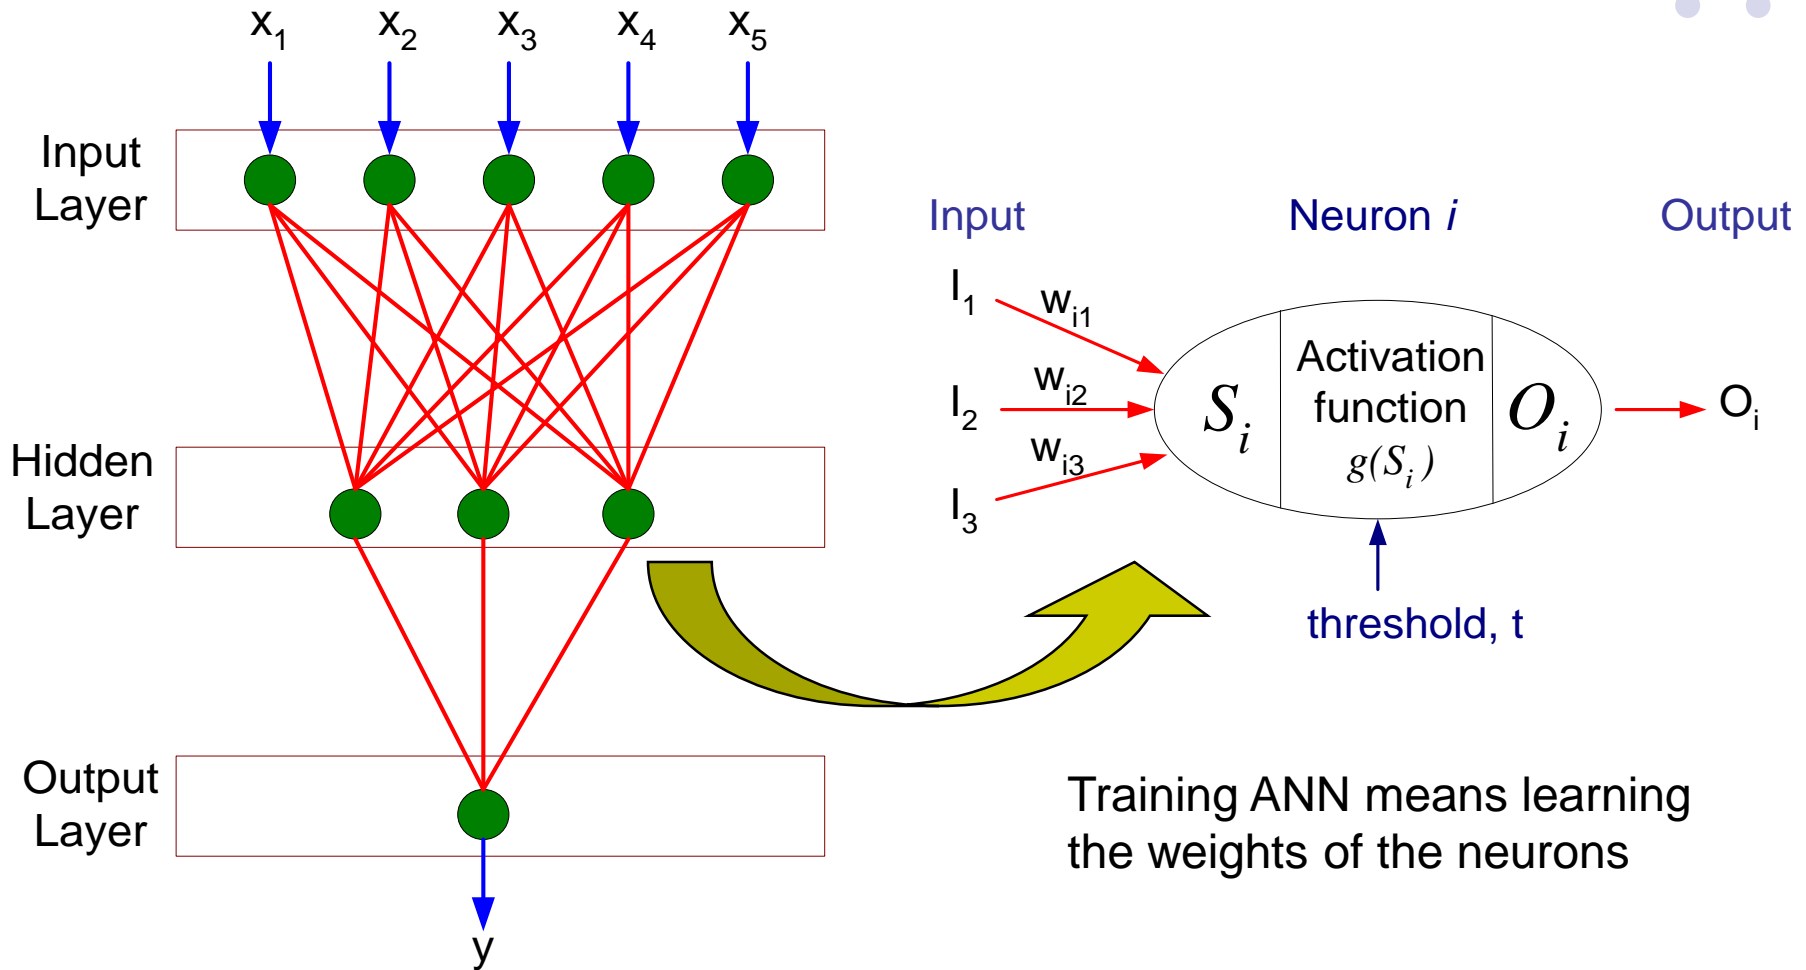 x1 x2 x3 x4 x5
Input
Layer
Hidden
Layer
Output
Layer
y
Input Neuron i Output
I1 wi1
I2 wi2
I3 wi3
Si
Activation
function
g(Si)
Oi
Oi
threshold, t
Training ANN means learning
the weights of the neurons